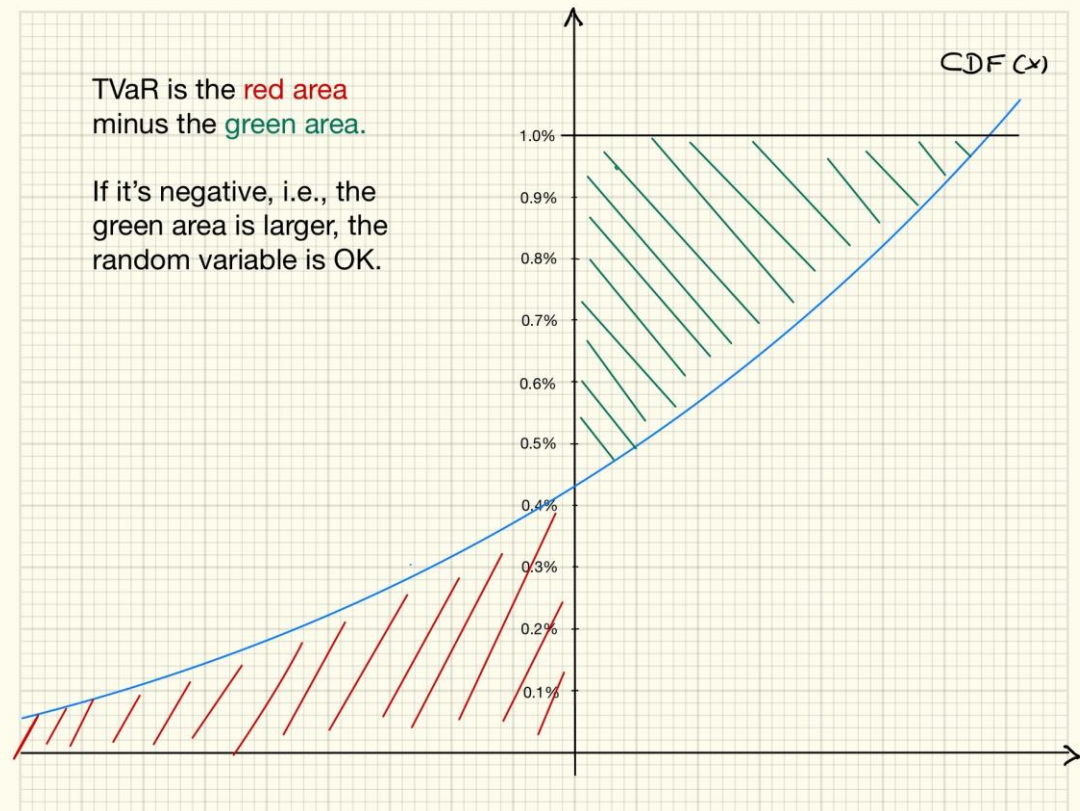 CDF (x)
TVaR is the red area
minus the green area.
If it's negative, i.e., the
green area is larger, the
random variable is OK.
1.0%
0.9%
0.8%
0.7%
0.6%
0.5%
0.4%
0.3%
0.2%
0.1%